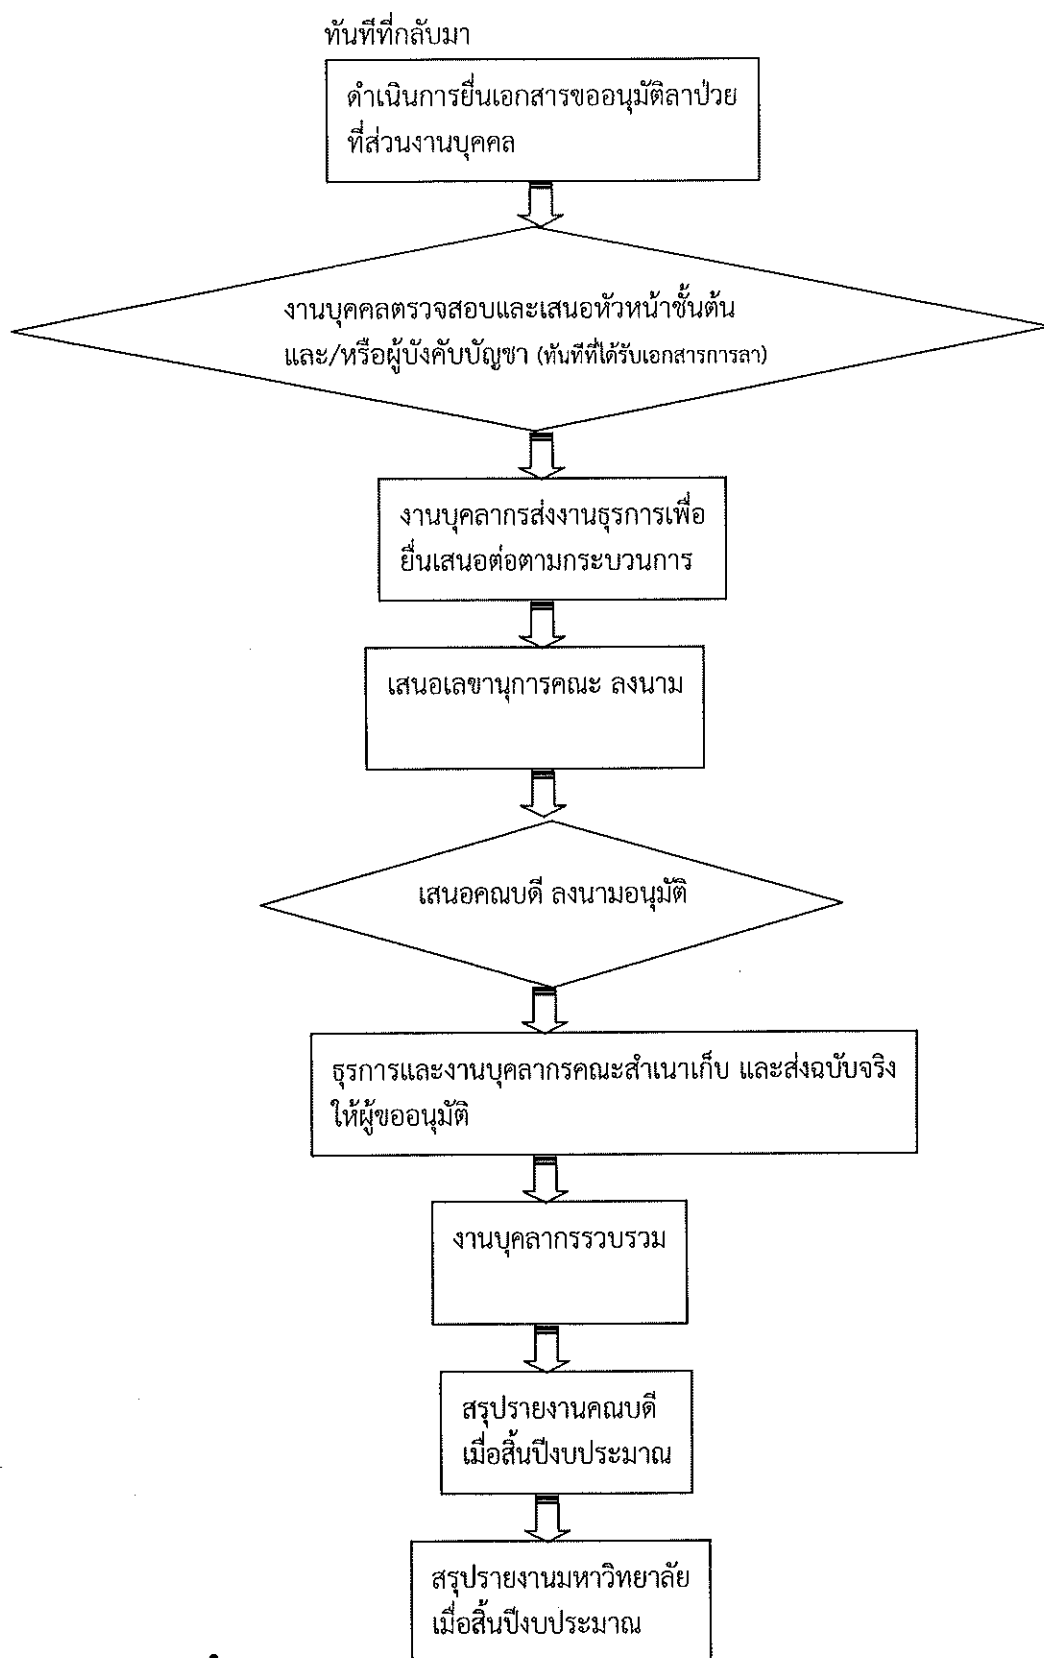 ทันทีที่กลับมา
ดำเนินการยื่นเอกสารขออนุมัติลาป่วย
ที่ส่วนงานบุคคล
งานบุคคลตรวจสอบและเสนอหัวหน้าชั้นต้น
และ/หรือผู้บังคับบัญชา (ทันทีที่ได้รับเอกสารการลา)
งานบุคลากรส่งงานธุรการเพื่อ
ยื่นเสนอต่อตามกระบวนการ
เสนอเลขานุการคณะ ลงนาม
เสนอคณบดี ลงนามอนุมัติ
ธุรการและงานบุคลากรคณะสำเนาเก็บ และส่งฉบับจริง
ให้ผู้ขออนุมัติ
งานบุคลากรรวบรวม
สรุปรายงานคณบดี
เมื่อสิ้นปีงบประมาณ
สรุปรายงานมหาวิทยาลัย
เมื่อสิ้นปีงบประมาณ